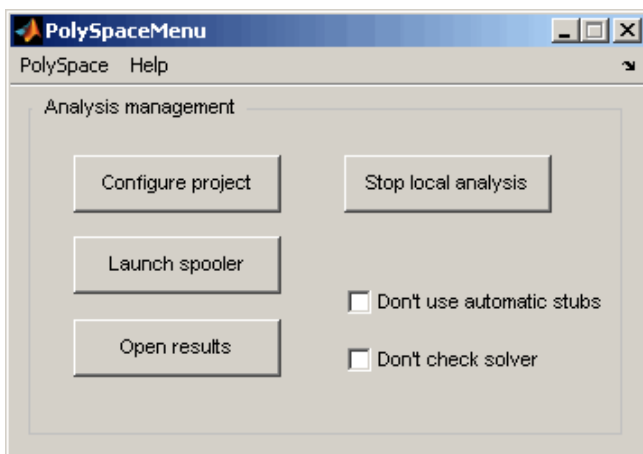 PolySpaceMenu
PolySpace Help
Analysis management
Configure project
Stop local analysis
Launch spooler
Don't use automatic stubs
Open results
Don't check solver